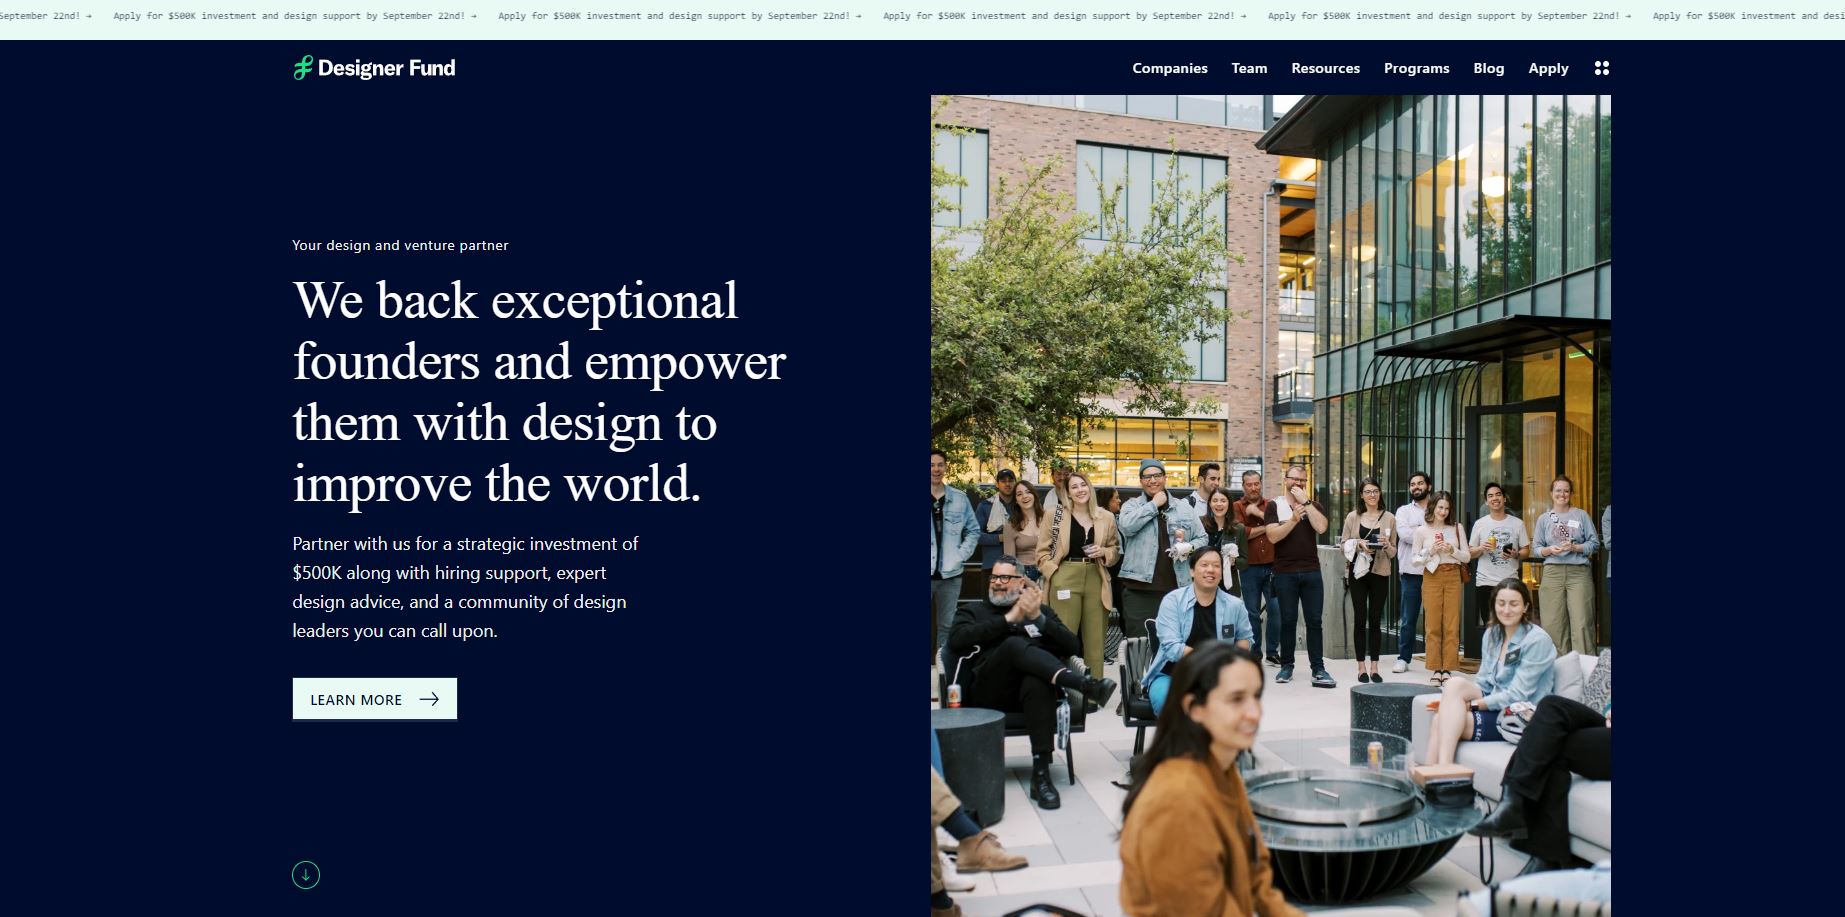 September 22nd! → Apply for $500K investment and design support by September 22nd! → Apply for $500K investment and design support by September 22nd! → Apply for $500K investment and design support by September 22nd! → Apply for $500K investment and design support by September 22nd! → Apply for $500K investment and desi
Designer Fund
Companies Team Resources Programs Blog Apply
Your design and venture partner
We back exceptional
founders and empower
them with design to
improve the world.
Partner with us for a strategic investment of
$500K along with hiring support, expert
design advice, and a community of design
leaders you can call upon.
LEARN MORE →